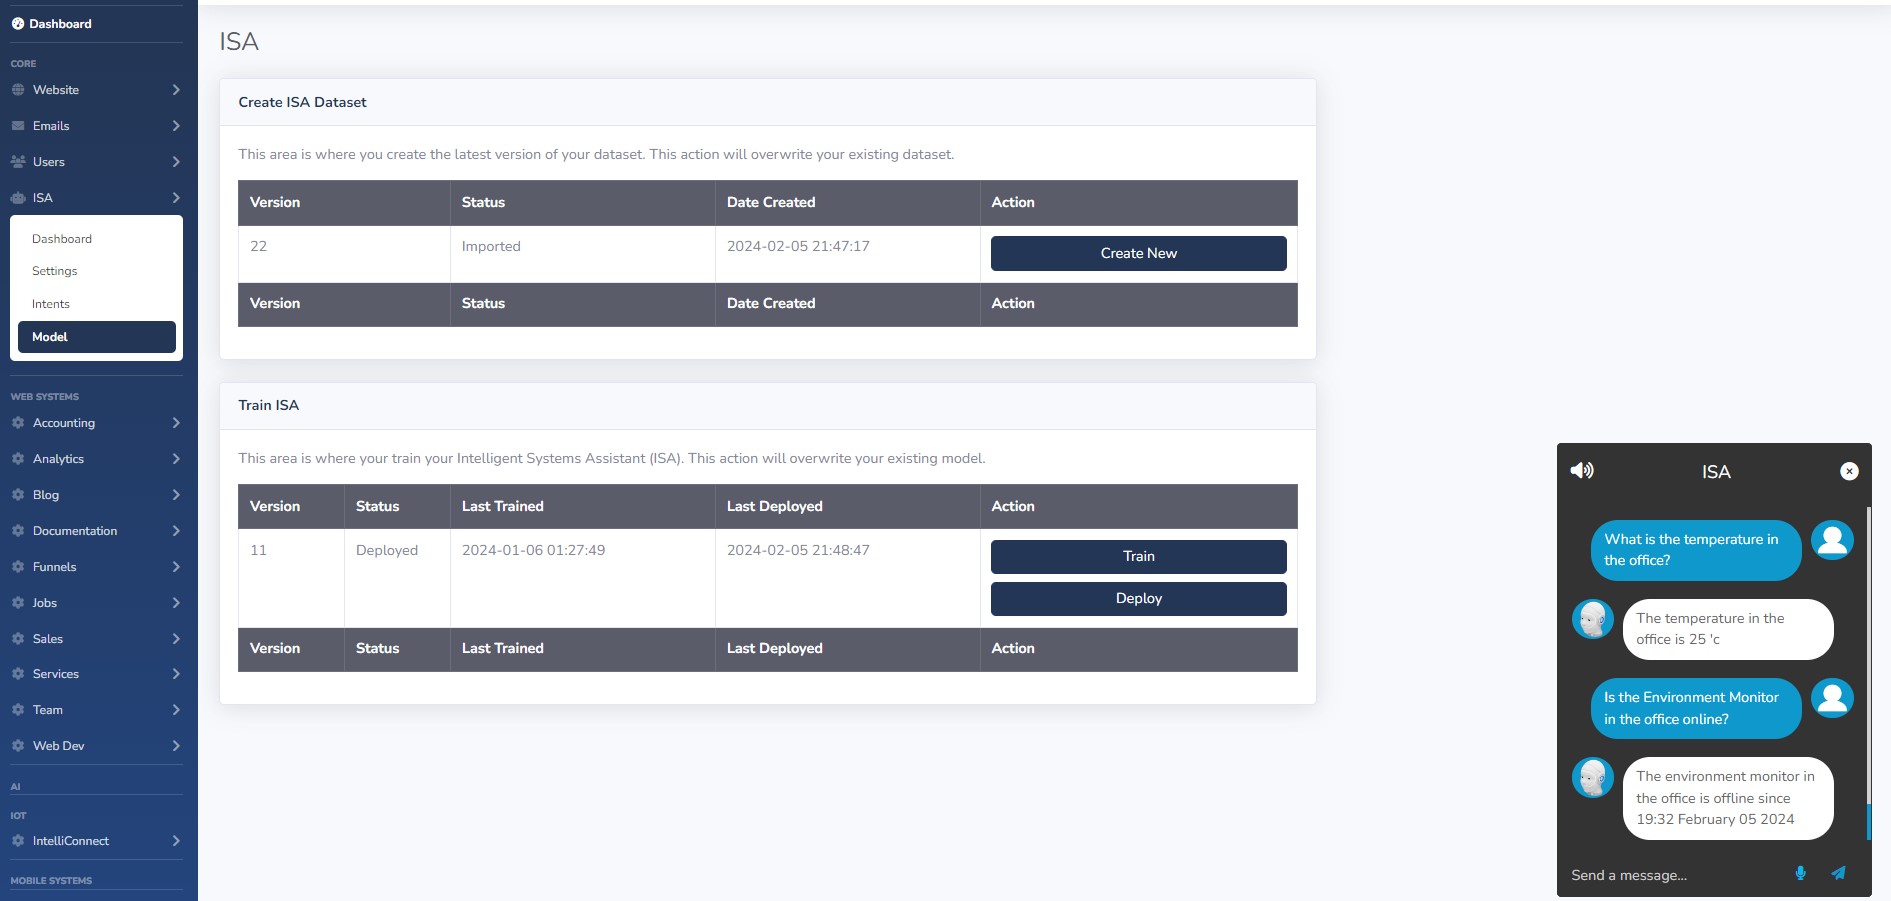 Dashboard
CORE
Website
Emails
Users
ISA
Dashboard
Settings
Intents
Model
WEB SYSTEMS
Accounting
Analytics
Blog
Documentation
Funnels
Jobs
Sales
Services
Team
Web Dev
AI
IOT
IntelliConnect
MOBILE SYSTEMS
ISA
Create ISA Dataset
This area is where you create the latest version of your dataset. This action will overwrite your existing dataset.
Version Status Date Created Action
22 Imported 2024-02-05 21:47:17 Create New
Version Status Date Created Action
Train ISA
This area is where your train your Intelligent Systems Assistant (ISA). This action will overwrite your existing model.
Version Status Last Trained Last Deployed Action
11 Deployed 2024-01-06 01:27:49 2024-02-05 21:48:47 Train
Deploy
Version Status Last Trained Last Deployed Action
ISA
What is the temperature in
the office?
The temperature in the
office is 25 'c
Is the Environment Monitor
in the office online?
The environment monitor in
the office is offline since
19:32 February 05 2024
Send a message...